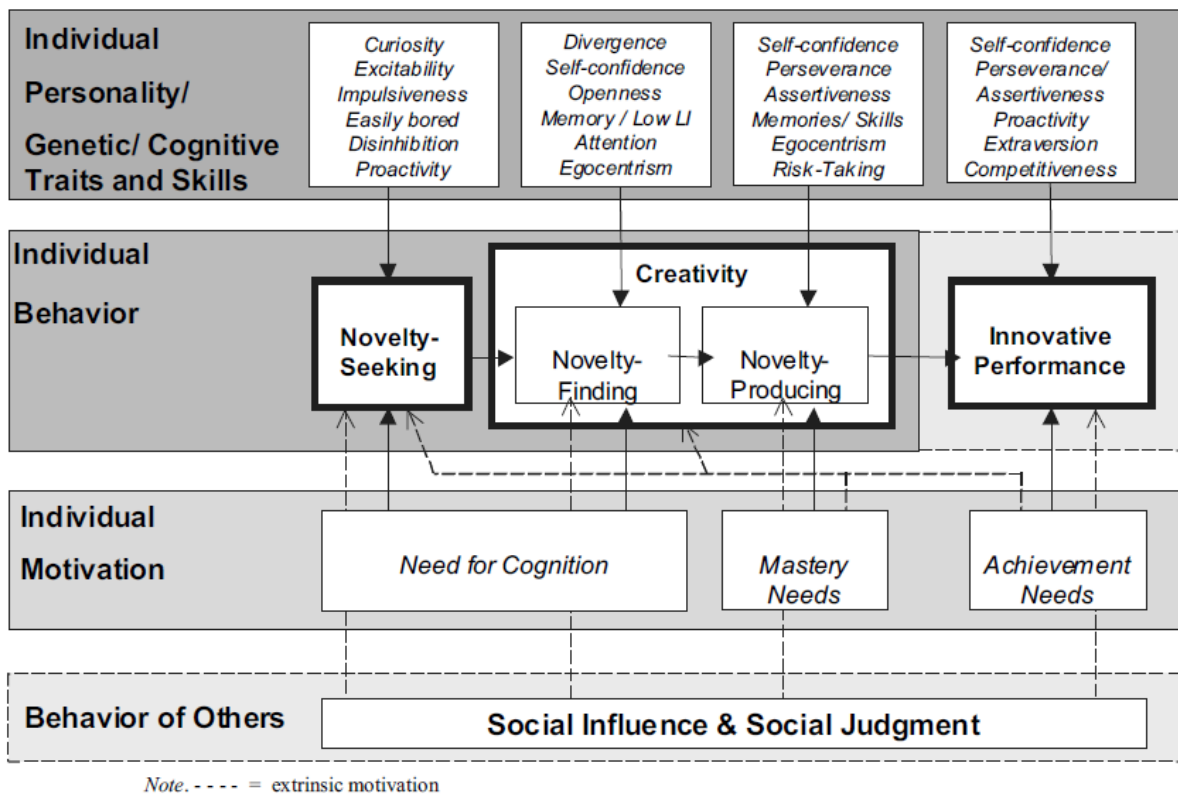 Individual
Personality/
Genetic/ Cognitive
Traits and Skills
Curiosity
Excitability
Impulsiveness
Easily bored
Disinhibition
Proactivity
Divergence
Self-confidence
Openness
Memory / Low LI
Attention
Egocentrism
Self-confidence
Perseverance
Assertiveness
Memories/ Skills
Egocentrism
Risk-Taking
Self-confidence
Perseverance/
Assertiveness
Proactivity
Extraversion
Competitiveness
Individual
Behavior
Novelty-
Seeking
Creativity
Novelty-
Finding
Novelty-
Producing
Innovative
Performance
Individual
Motivation
Need for Cognition
Mastery
Needs
Achievement
Needs
Behavior of Others
Social Influence & Social Judgment
Note. - - - - = extrinsic motivation